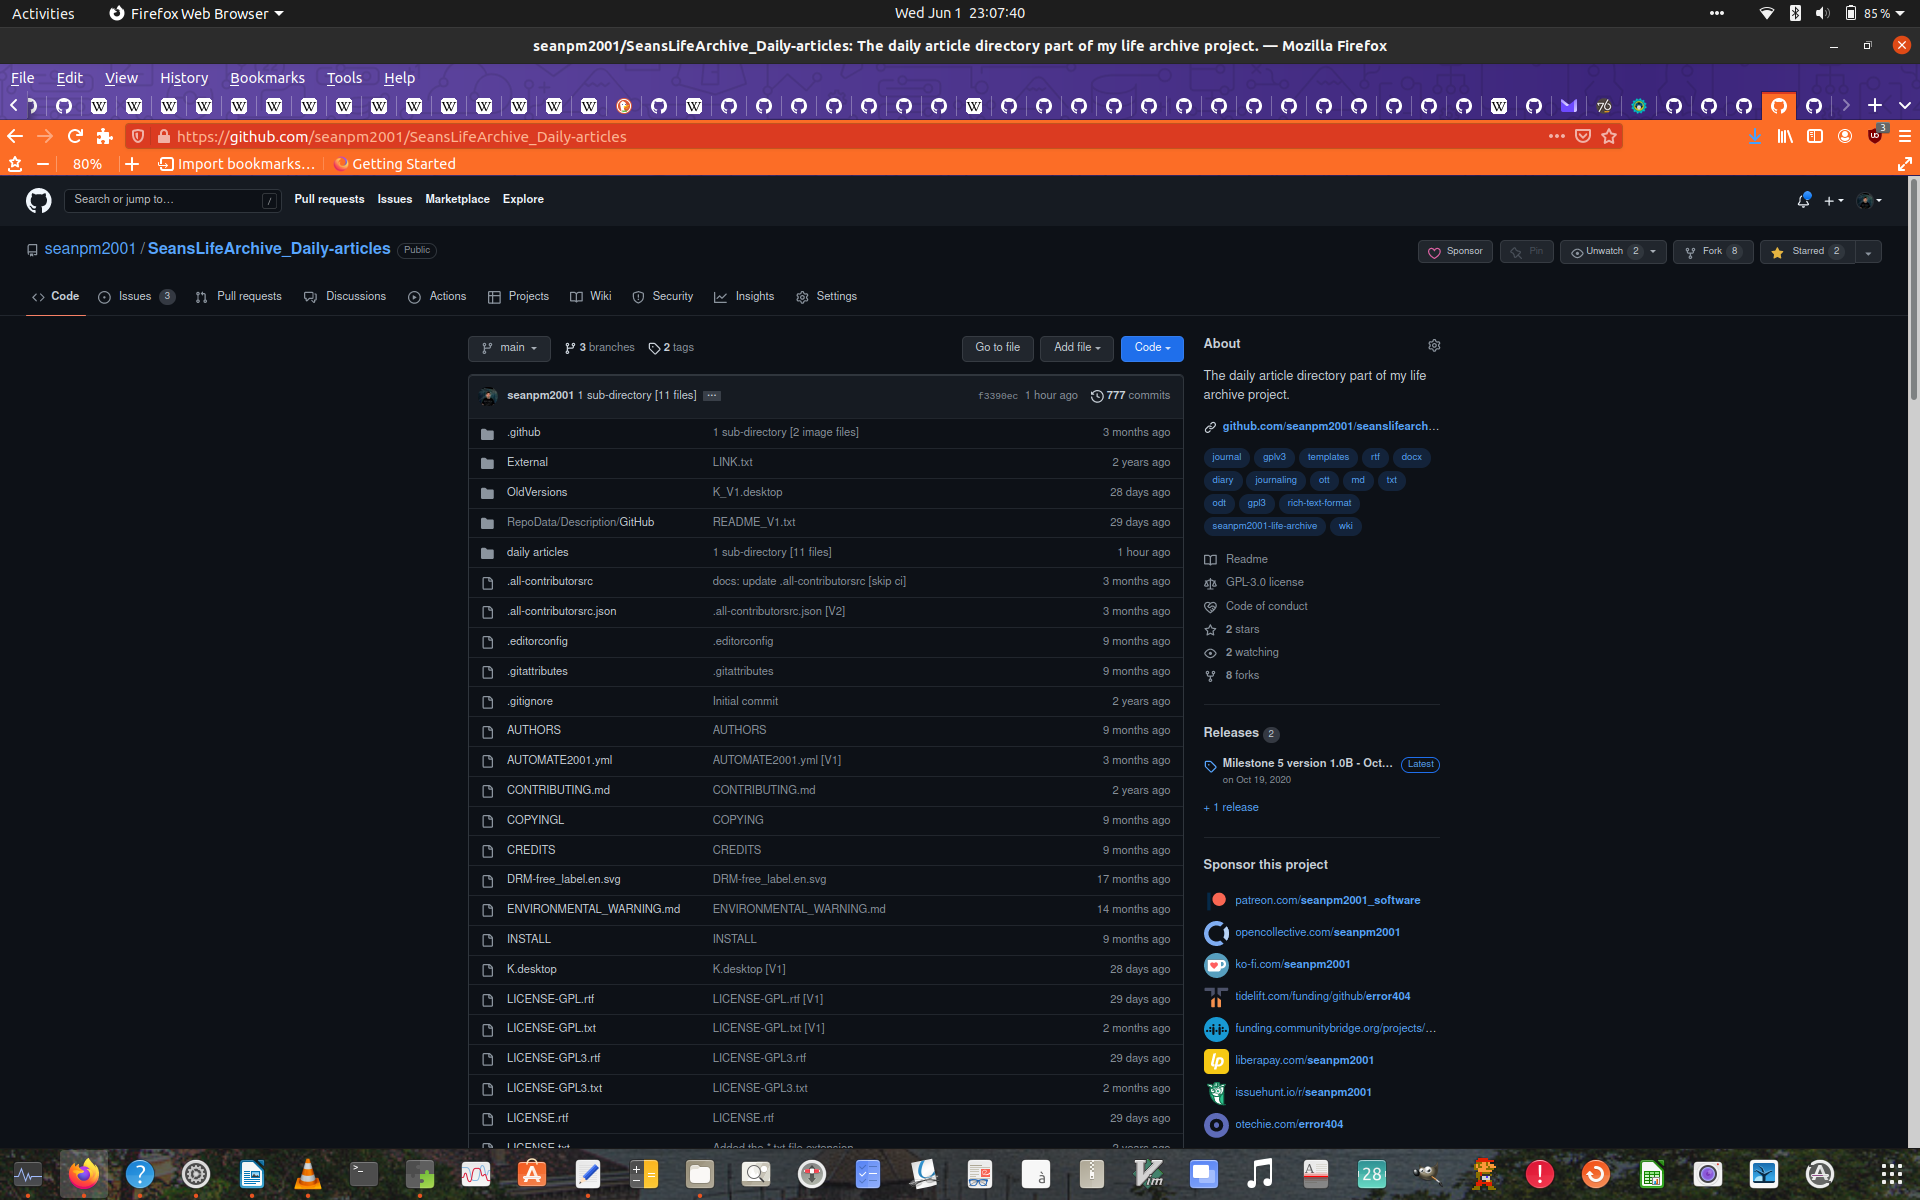 Activities
Firefox Web Browser
Wed Jun 1 23:07:40
85 %
seanpm2001/SeansLifeArchive_Daily-articles: The daily article directory part of my life archive project. — Mozilla Firefox
File Edit View History Bookmarks Tools Help
https://github.com/seanpm2001/SeansLifeArchive_Daily-articles
3
80%
Import bookmarks...
Getting Started
Search or jump to...
/
Pull requests Issues Marketplace Explore
seanpm2001 / SeansLifeArchive_Daily-articles
Public
Sponsor
Pin
Unwatch 2
Fork 8
Starred 2
Code
Issues 3
Pull requests
Discussions
Actions
Projects
Wiki
Security
Insights
Settings
main
3 branches
2 tags
Go to file
Add file
Code
seanpm2001 1 sub-directory [11 files]
f3390ec 1 hour ago
777 commits
.github 1 sub-directory [2 image files] 3 months ago
External LINK.txt 2 years ago
OldVersions K_V1.desktop 28 days ago
RepoData/Description/GitHub README_V1.txt 29 days ago
daily articles 1 sub-directory [11 files] 1 hour ago
.all-contributorsrc docs: update .all-contributorsrc [skip ci] 3 months ago
.all-contributorsrc.json .all-contributorsrc.json [V2] 3 months ago
.editorconfig .editorconfig 9 months ago
.gitattributes .gitattributes 9 months ago
.gitignore Initial commit 2 years ago
AUTHORS AUTHORS 9 months ago
AUTOMATE2001.yml AUTOMATE2001.yml [V1] 3 months ago
CONTRIBUTING.md CONTRIBUTING.md 2 years ago
COPYINGL COPYING 9 months ago
CREDITS CREDITS 9 months ago
DRM-free_label.en.svg DRM-free_label.en.svg 17 months ago
ENVIRONMENTAL_WARNING.md ENVIRONMENTAL_WARNING.md 14 months ago
INSTALL INSTALL 9 months ago
K.desktop K.desktop [V1] 28 days ago
LICENSE-GPL.rtf LICENSE-GPL.rtf [V1] 29 days ago
LICENSE-GPL.txt LICENSE-GPL.txt [V1] 2 months ago
LICENSE-GPL3.rtf LICENSE-GPL3.rtf 29 days ago
LICENSE-GPL3.txt LICENSE-GPL3.txt 2 months ago
LICENSE.rtf LICENSE.rtf 29 days ago
LICENSE.txt Added the *.txt file extension 2 years ago
About
The daily article directory part of my life
archive project.
github.com/seanpm2001/seanslifearch...
journal gplv3 templates rtf docx
diary journaling ott md txt
odt gpl3 rich-text-format
seanpm2001-life-archive wki
Readme
GPL-3.0 license
Code of conduct
2 stars
2 watching
8 forks
Releases 2
Milestone 5 version 1.0B - Oct... Latest
on Oct 19, 2020
+ 1 release
Sponsor this project
patreon.com/seanpm2001_software
opencollective.com/seanpm2001
ko-fi.com/seanpm2001
tidelift.com/funding/github/error404
funding.communitybridge.org/projects/...
liberapay.com/seanpm2001
issuehunt.io/r/seanpm2001
otechie.com/error404
28